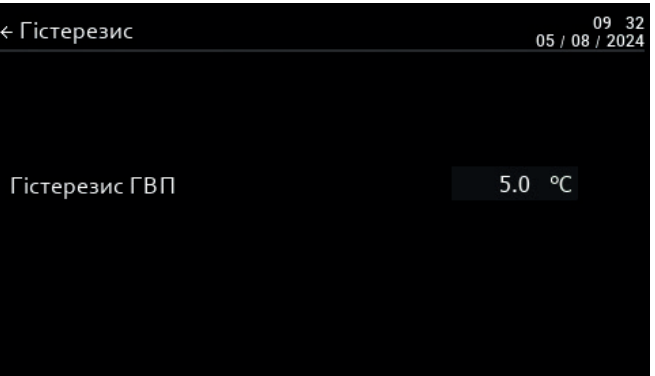 ← Гістерезис
09 32
05 / 08 / 2024
Гістерезис ГВП
5.0 °C